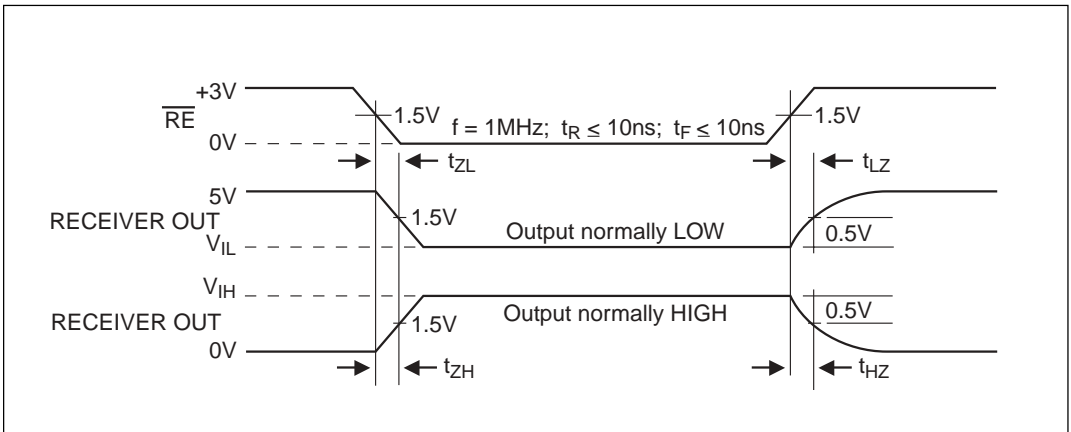 +3V
RE
1.5V
f = 1MHz; tR ≤ 10ns; tF ≤ 10ns
1.5V
0V
tZL
tLZ
5V
RECEIVER OUT
1.5V
VIL
Output normally LOW
0.5V
VIH
RECEIVER OUT
1.5V
Output normally HIGH
0.5V
0V
tZH
tHZ